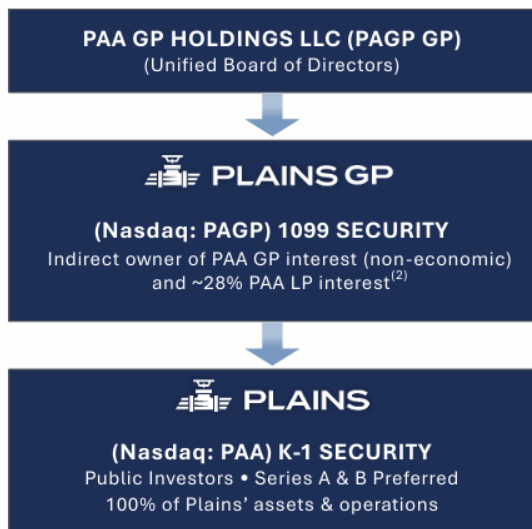 PAA GP HOLDINGS LLC (PAGP GP)
(Unified Board of Directors)
PLAINS GP
(Nasdaq: PAGP) 1099 SECURITY
Indirect owner of PAA GP interest (non-economic)
and ~28% PAA LP interest(2)
PLAINS
(Nasdaq: PAA) K-1 SECURITY
Public Investors • Series A & B Preferred
100% of Plains’ assets & operations